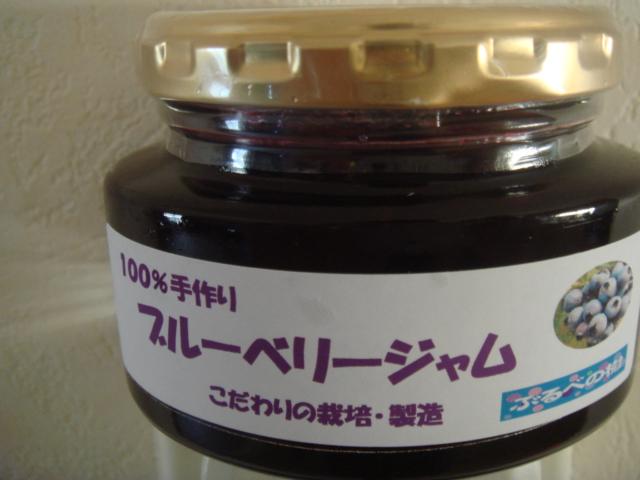 100%手作り
ブルーベリージャム
こだわりの栽培・製造
ぶるべの